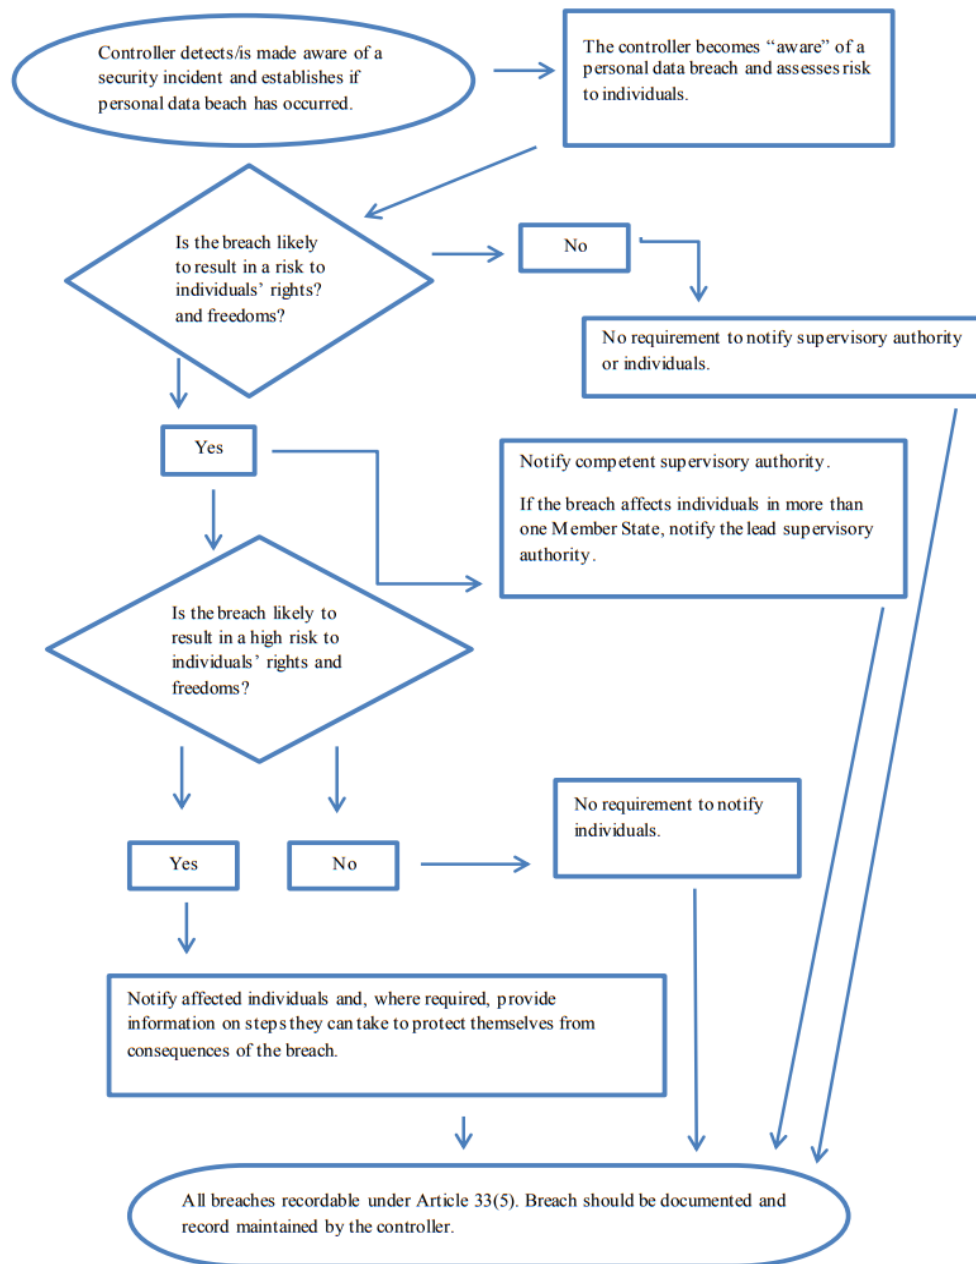 Controller detects/is made aware of a
security incident and establishes if
personal data beach has occurred.
The controller becomes “aware” of a
personal data breach and assesses risk
to individuals.
Is the breach likely
to result in a risk to
individuals’ rights?
and freedoms?
No
No requirement to notify supervisory authority
or individuals.
Yes
Notify competent supervisory authority.
If the breach affects individuals in more than
one Member State, notify the lead supervisory
authority.
Is the breach likely to
result in a high risk to
individuals’ rights and
freedoms?
Yes
No
No requirement to notify
individuals.
Notify affected individuals and, where required, provide
information on steps they can take to protect themselves from
consequences of the breach.
All breaches recordable under Article 33(5). Breach should be documented and
record maintained by the controller.